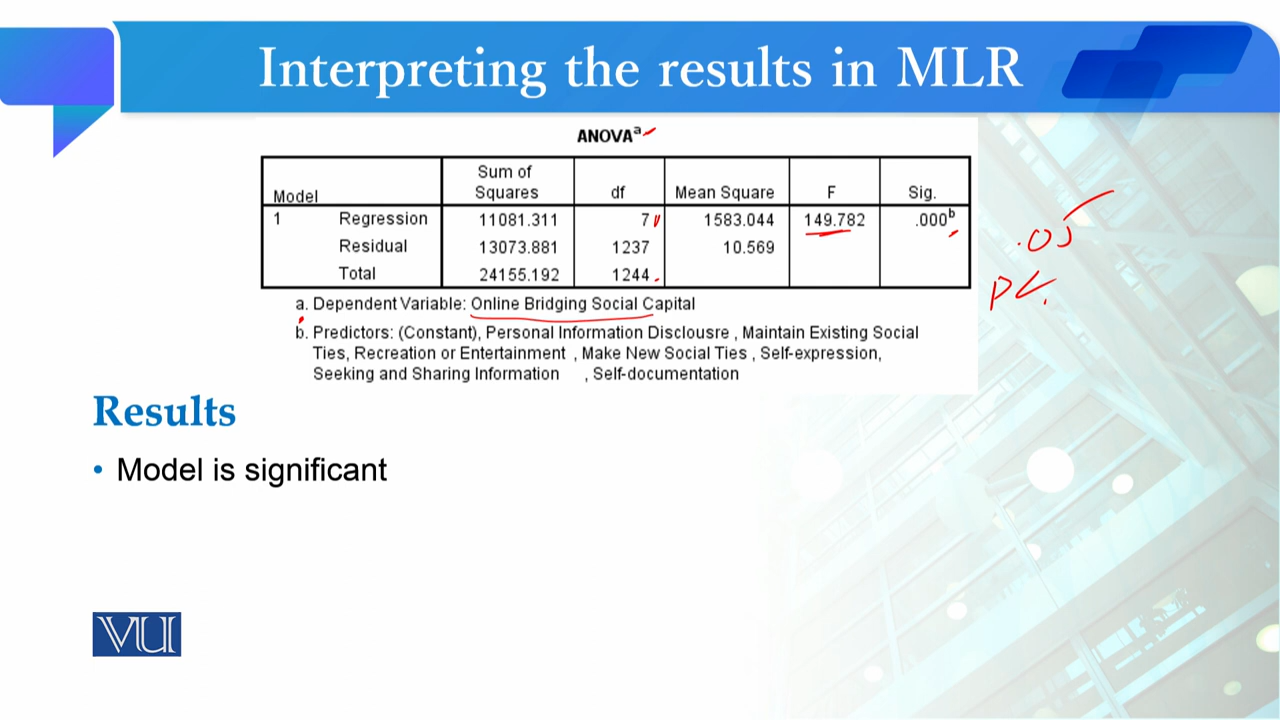 Interpreting the results in MLR
ANOVAa
Model Sum of Squares df Mean Square F Sig.
1 Regression 11081.311 7 1583.044 149.782 .000b
Residual 13073.881 1237 10.569
Total 24155.192 1244
.05
P<.
a. Dependent Variable: Online Bridging Social Capital
b. Predictors: (Constant), Personal Information Disclousre , Maintain Existing Social
Ties, Recreation or Entertainment , Make New Social Ties , Self-expression,
Seeking and Sharing Information , Self-documentation
Results
• Model is significant
VU